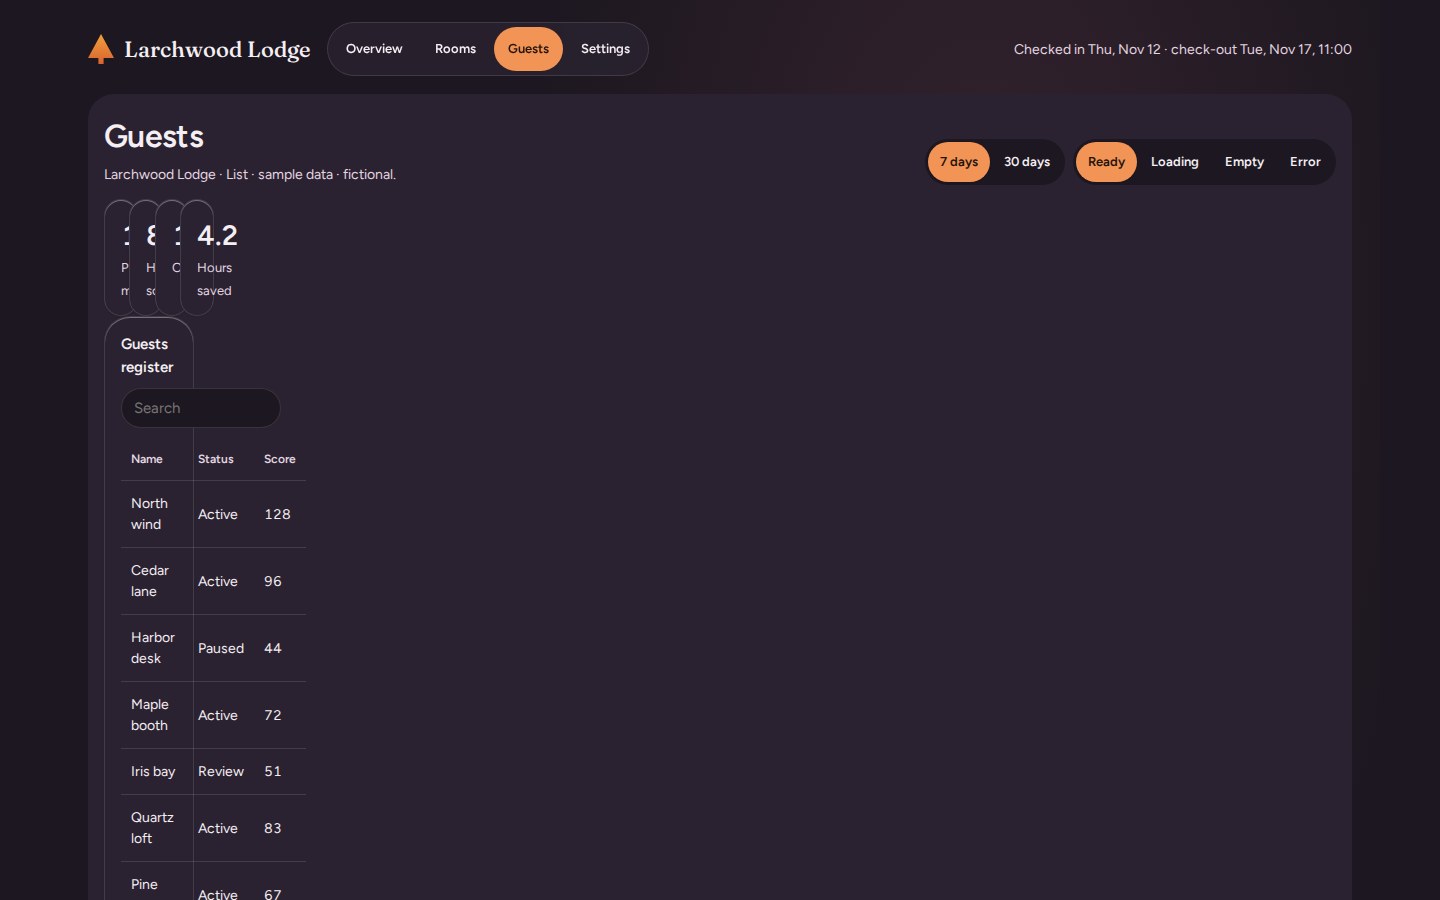 Larchwood Lodge
Overview
Rooms
Guests
Settings
Checked in Thu, Nov 12 · check-out Tue, Nov 17, 11:00
Guests
Larchwood Lodge · List · sample data · fictional.
7 days
30 days
Ready
Loading
Empty
Error
4.2
Hours
saved
Guests
register
Search
Name Status Score
North
wind
Active 128
Cedar
lane
Active 96
Harbor
desk
Paused 44
Maple
booth
Active 72
Iris bay Review 51
Quartz
loft
Active 83
Pine
Active 67